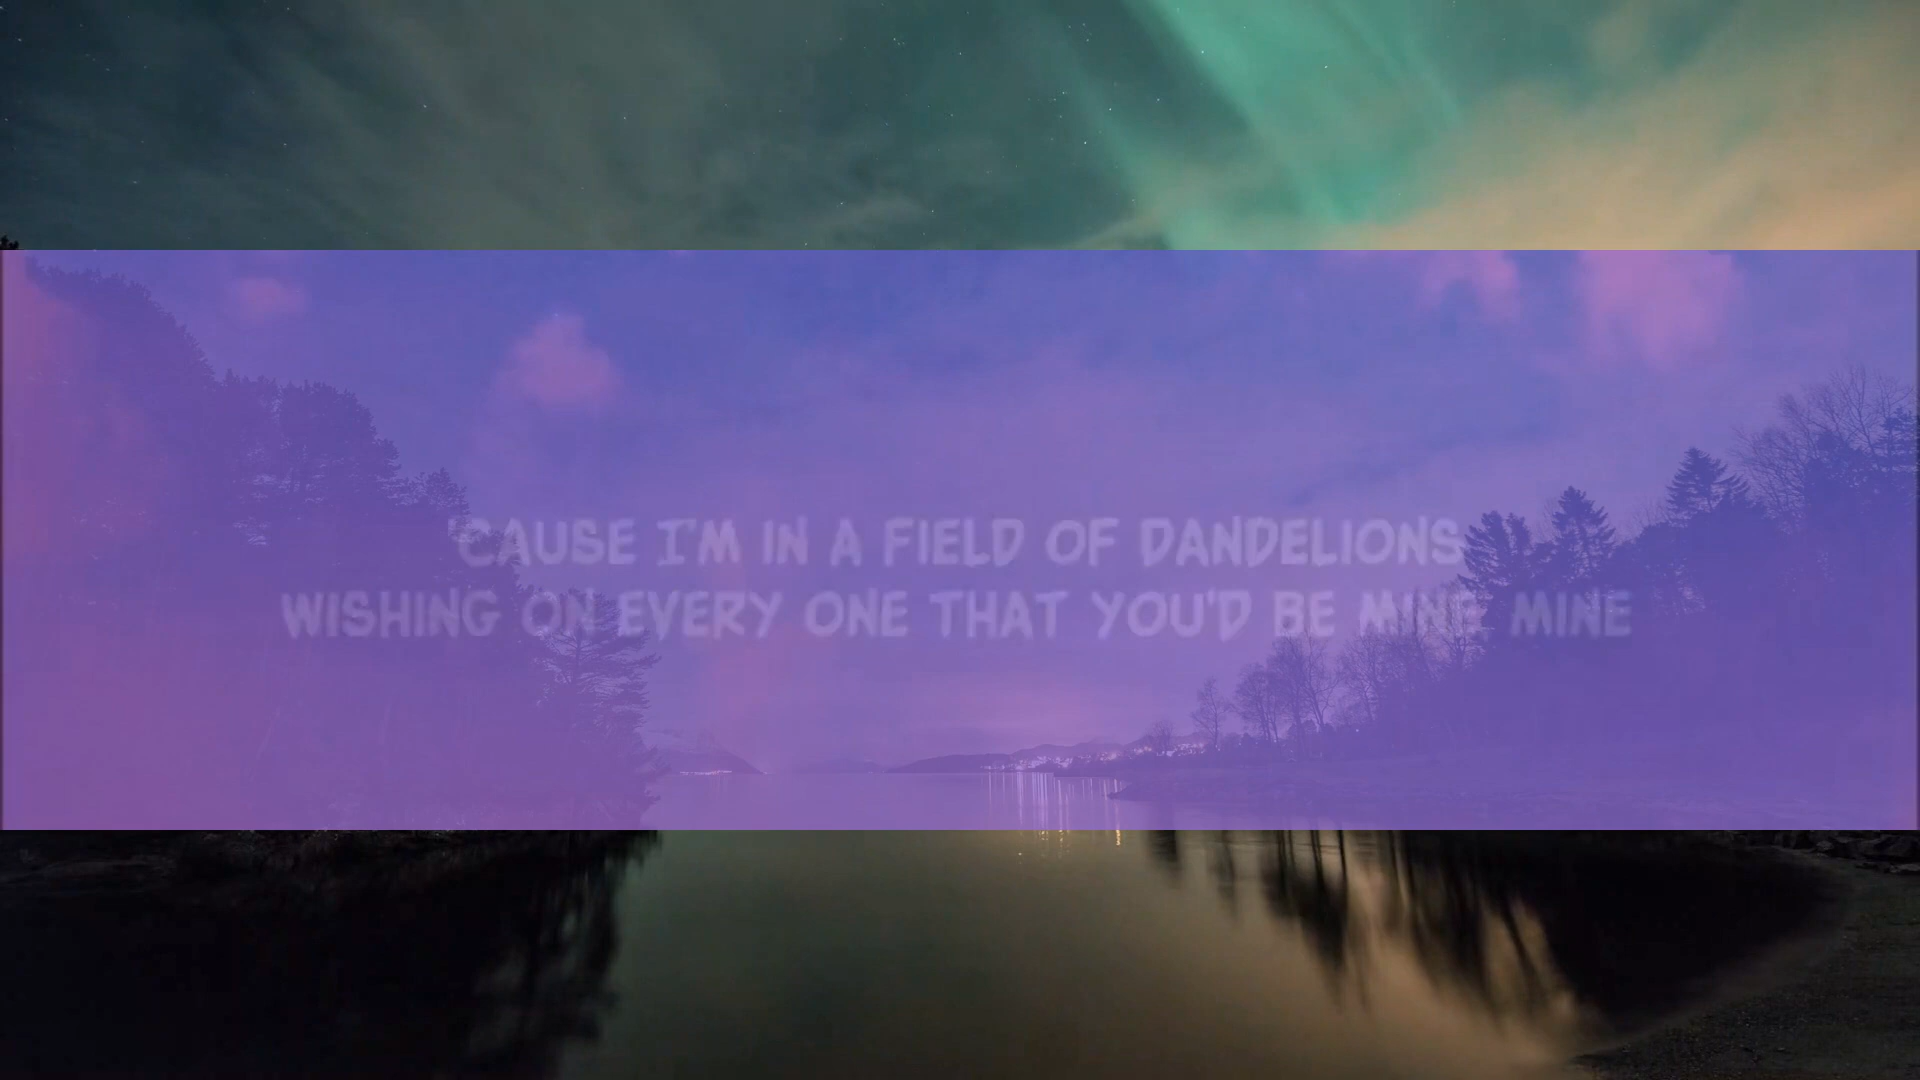 'CAUSE I'M IN A FIELD OF DANDELIONS
WISHING ON EVERY ONE THAT YOU'D BE MINE MINE